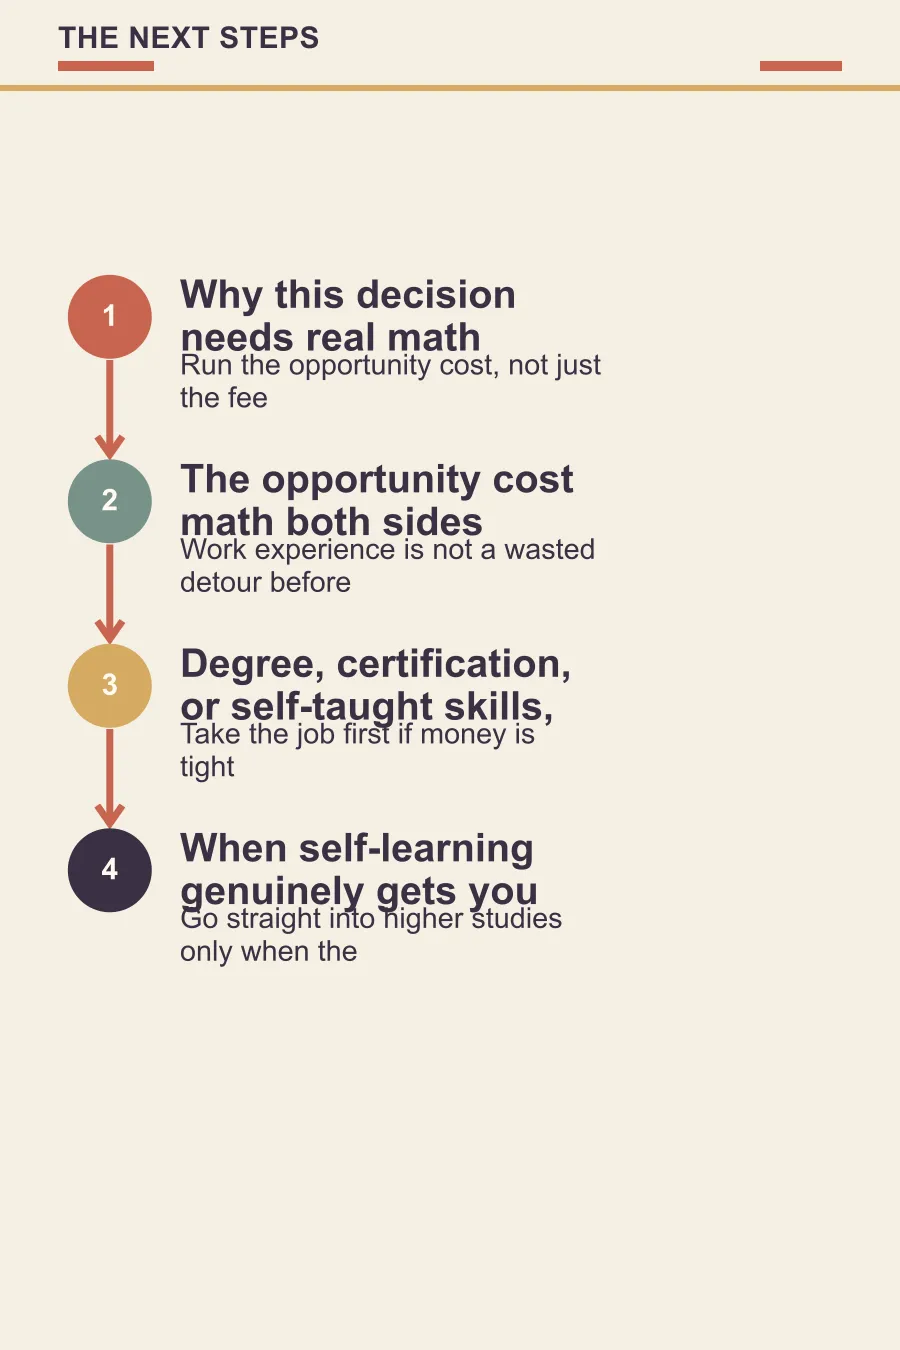 THE NEXT STEPS
1
Why this decision
needs real math
Run the opportunity cost, not just
the fee
2
The opportunity cost
math both sides
Work experience is not a wasted
detour before
3
Degree, certification,
or self-taught skills,
Take the job first if money is
tight
4
When self-learning
genuinely gets you
Go straight into higher studies
only when the